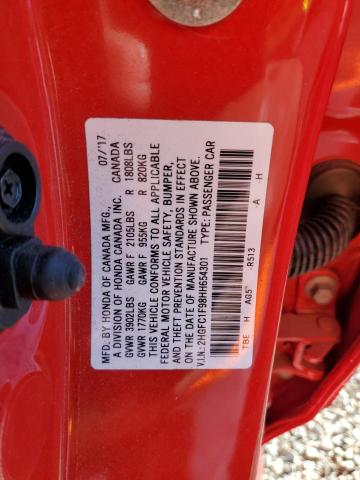 MFD. BY HONDA OF CANADA MFG., 07/'17
A DIVISION OF HONDA CANADA INC. CANADA
GVWR 3902LBS GAWR F 2105LBS R 1808LBS
GVWR 1770KG GAWR F 955KG R 820KG
THIS VEHICLE CONFORMS TO ALL APPLICABLE
FEDERAL MOTOR VEHICLE SAFETY, BUMPER,
AND THEFT PREVENTION STANDARDS IN EFFECT
ON THE DATE OF MANUFACTURE SHOWN ABOVE.
V.I.N.: 2HGFC1F98HH654301 TYPE: PASSENGER CAR
TBE H AG5 R513 A H